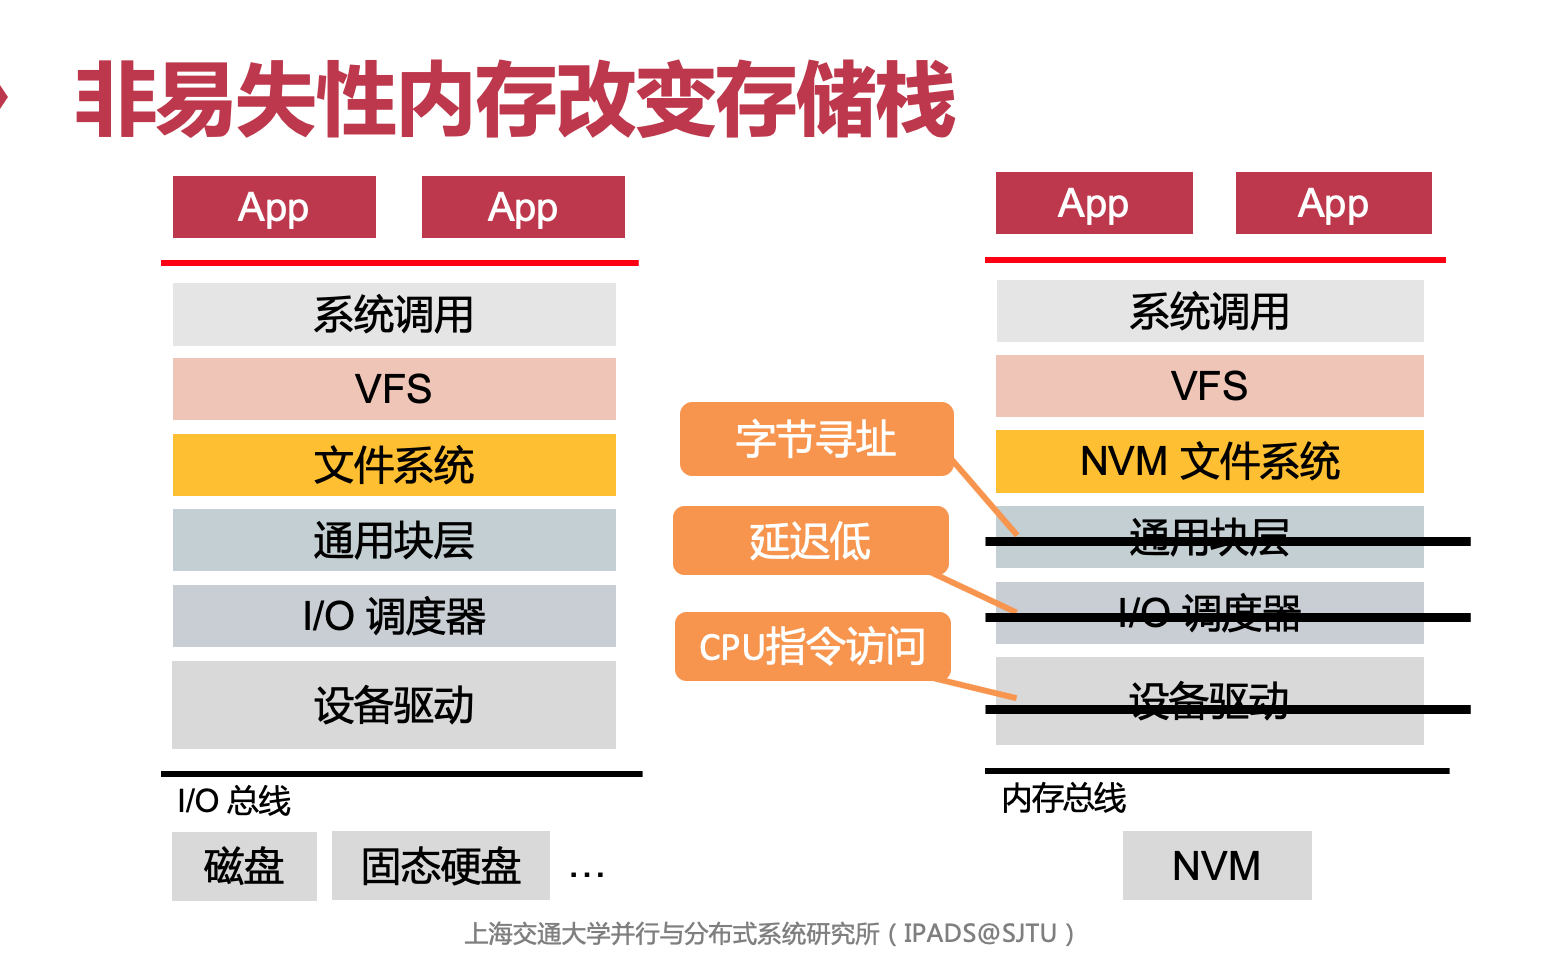 非易失性内存改变存储栈
App
App
系统调用
VFS
文件系统
通用块层
I/O 调度器
设备驱动
I/O 总线
磁盘
固态硬盘
...
字节寻址
延迟低
CPU指令访问
App
App
系统调用
VFS
NVM 文件系统
通用块层
I/O 调度器
设备驱动
内存总线
NVM
上海交通大学并行与分布式系统研究所（IPADS@SJTU）